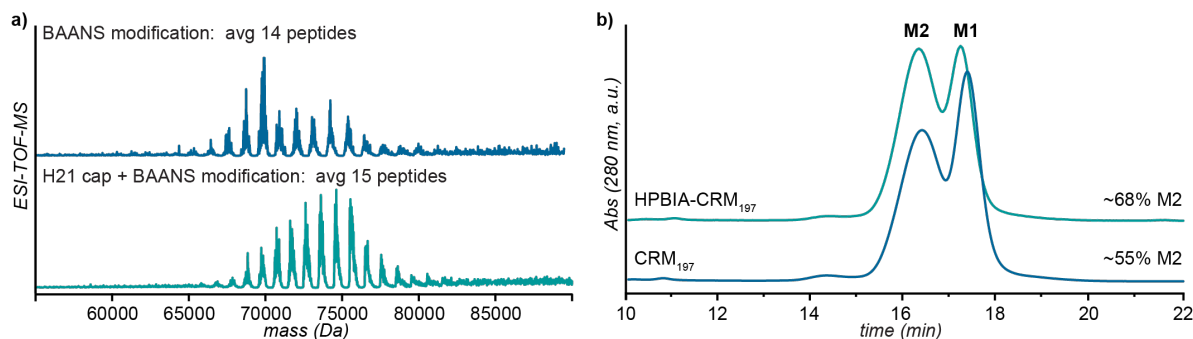 a)
BAANS modification: avg 14 peptides
H21 cap + BAANS modification: avg 15 peptides
ESI-TOF-MS
60000 65000 70000 75000 80000 85000
mass (Da)
b)
M2 M1
Abs (280 nm, a.u.)
HPBIA-CRM197 ~68% M2
CRM197 ~55% M2
10 12 14 16 18 20 22
time (min)